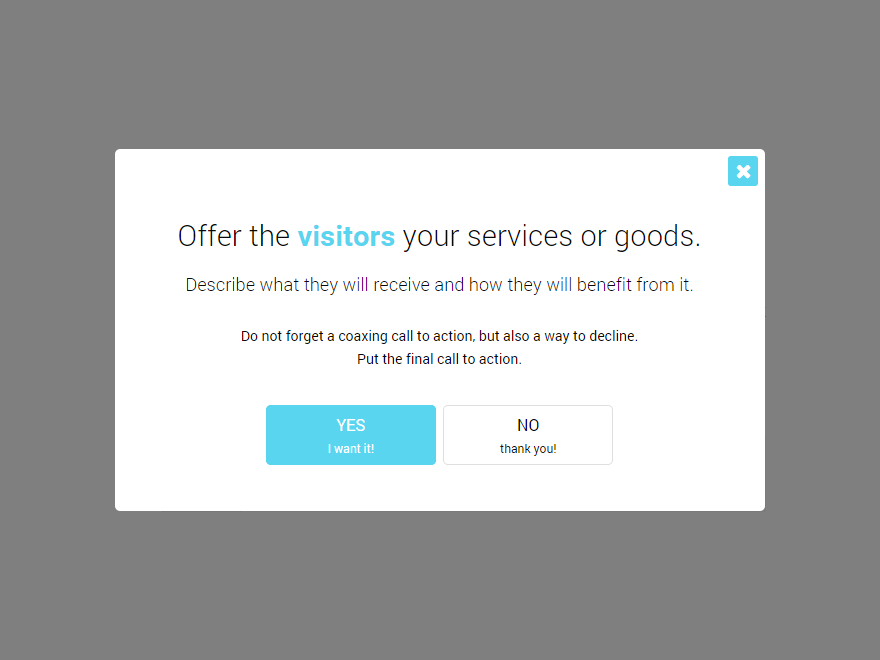 Offer the visitors your services or goods.
Describe what they will receive and how they will benefit from it.
Do not forget a coaxing call to action, but also a way to decline.
Put the final call to action.
YES
I want it!
NO
thank you!